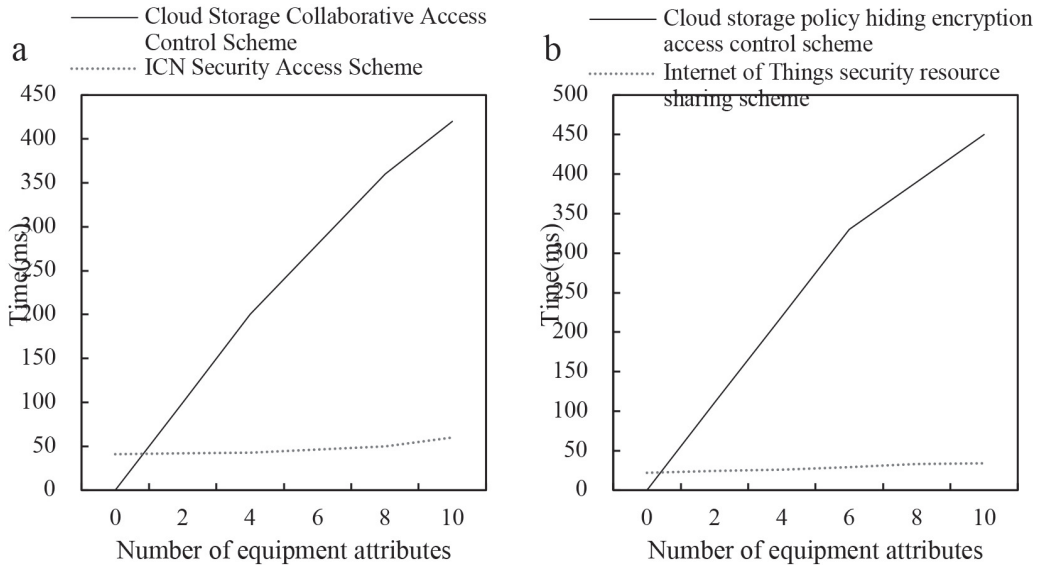 a
Cloud Storage Collaborative Access
Control Scheme
ICN Security Access Scheme
450
400
350
300
250
200
150
100
50
0
Time(ms)
0 2 4 6 8 10
Number of equipment attributes
b
Cloud storage policy hiding encryption
access control scheme
Internet of Things security resource
sharing scheme
500
450
400
350
300
250
200
150
100
50
0
Time(ms)
0 2 4 6 8 10
Number of equipment attributes